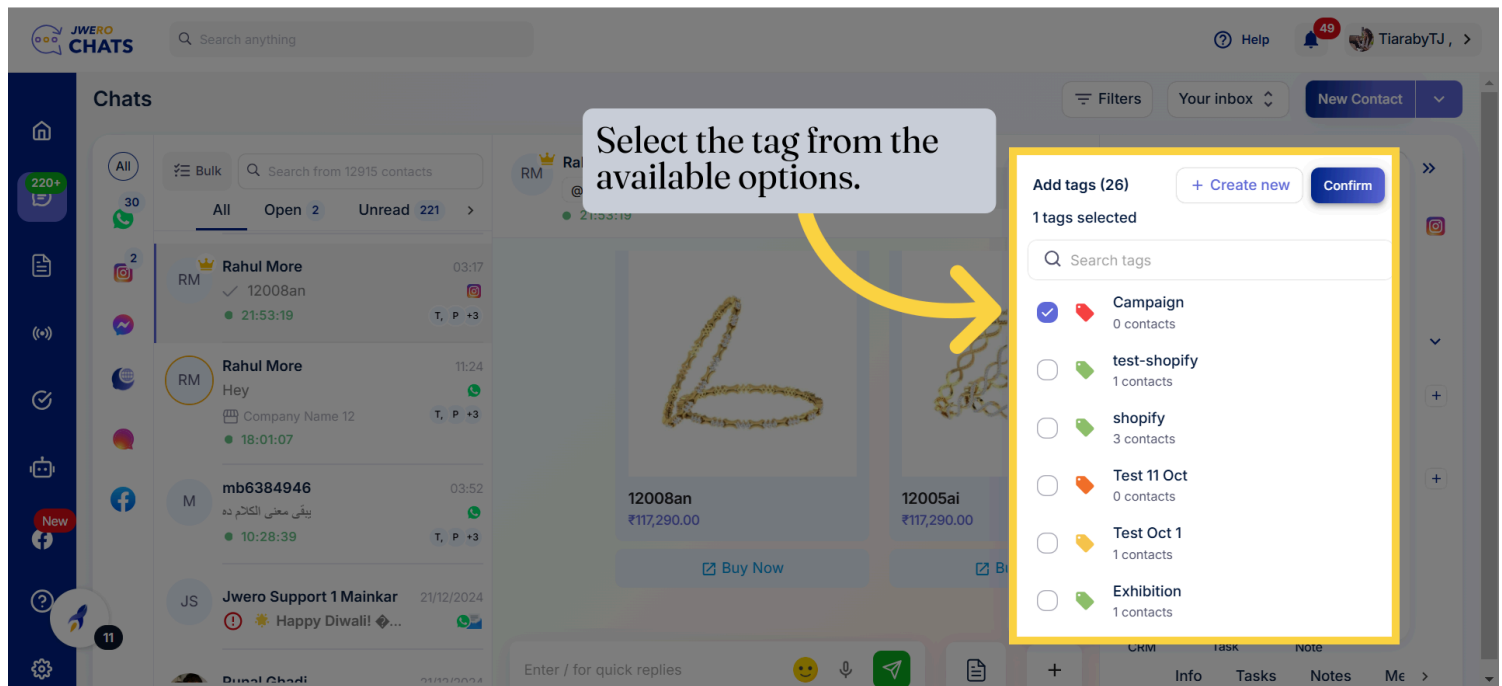 JWERO
CHATS
Search anything
Help
49
TiarabyTJ ,
Chats
Filters
Your inbox
New Contact
220+
New
11
All
30
2
Bulk
Search from 12915 contacts
All
Open 2
Unread 221
RM
Rahul More
03:17
12008an
21:53:19
T, P +3
RM
Rahul More
11:24
Hey
Company Name 12
T, P +3
18:01:07
M
mb6384946
03:52
يبقى معنى الكلام ده
10:28:39
T, P +3
JS
Jwero Support 1 Mainkar
21/12/2024
Happy Diwali! �...
RM
@
21:53:19
Select the tag from the
available options.
12008an
₹117,290.00
Buy Now
12005ai
₹117,290.00
Enter / for quick replies
Add tags (26)
+ Create new
Confirm
1 tags selected
Search tags
Campaign
0 contacts
test-shopify
1 contacts
shopify
3 contacts
Test 11 Oct
0 contacts
Test Oct 1
1 contacts
Exhibition
1 contacts
Info
Tasks
Notes